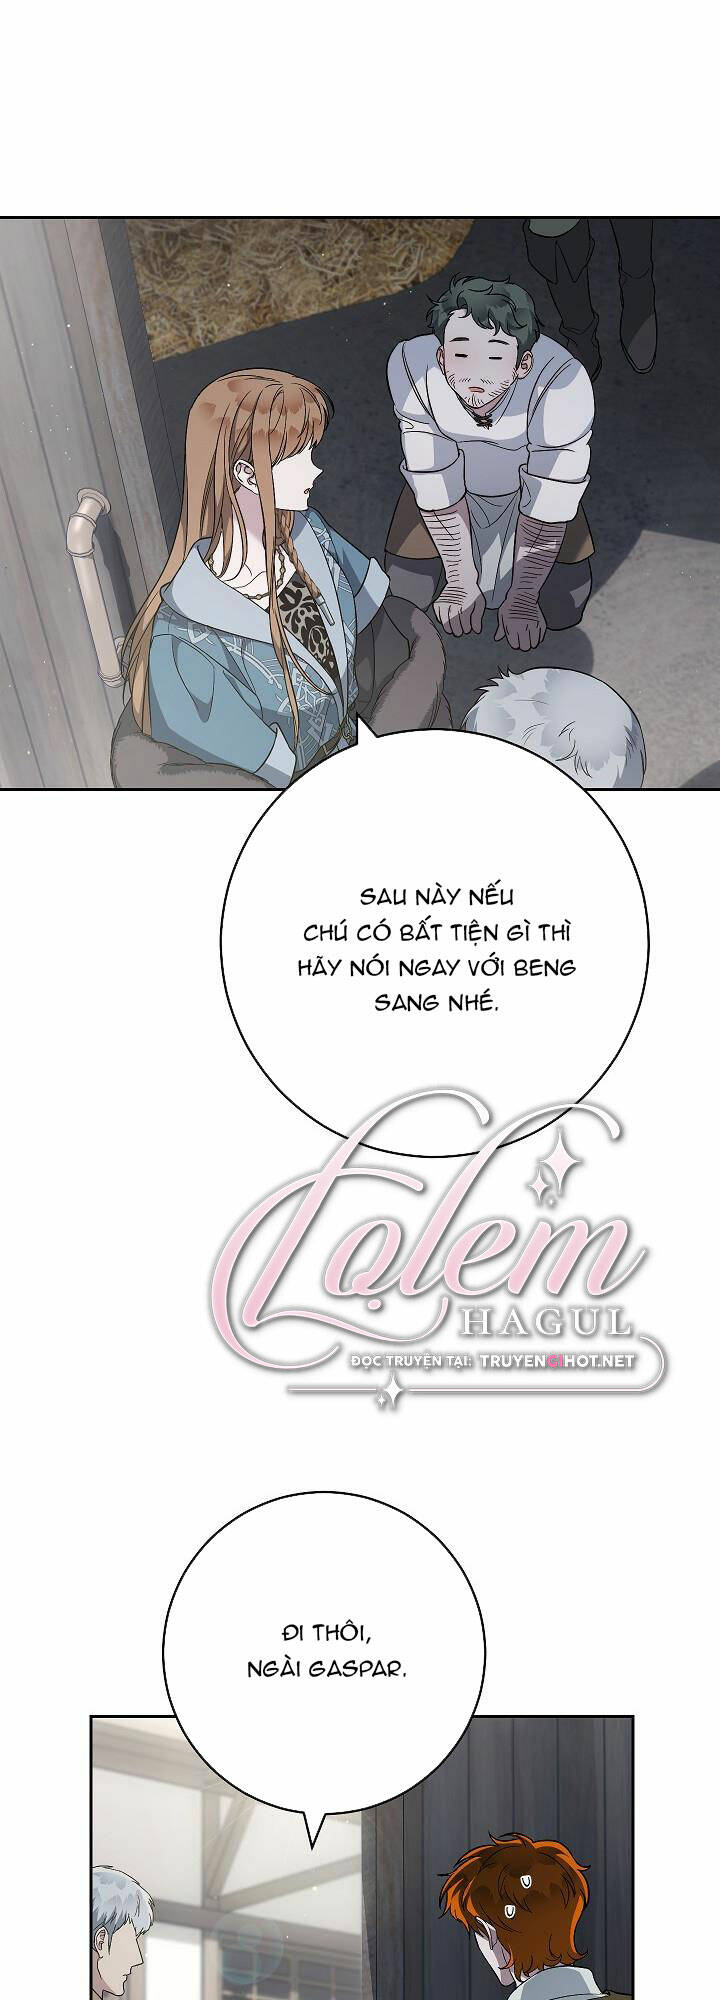 SAU NÀY NẾU
CHÚ CÓ BẤT TIỆN GÌ THÌ
HÃY NÓI NGAY VỚI BENG
SANG NHÉ.
Lọlem
HAGUL
ĐỌC TRUYỆN TẠI: TRUYENGIHOT.NET
ĐI THÔI,
NGÀI GASPAR.